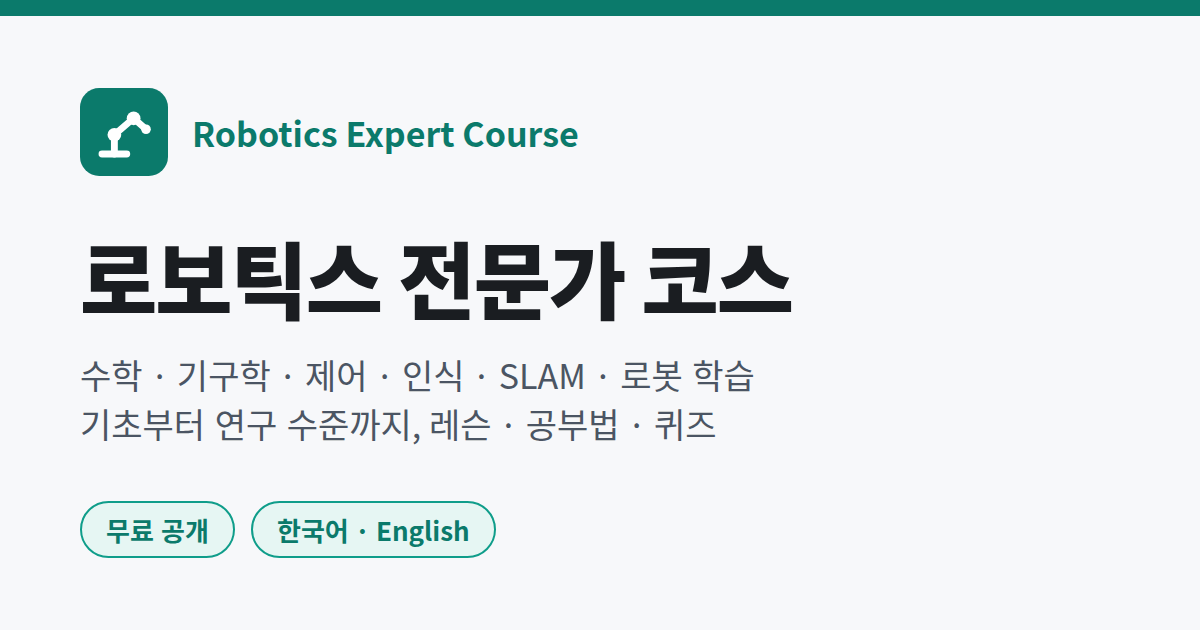 Robotics Expert Course
로보틱스 전문가 코스
수학 · 기구학 · 제어 · 인식 · SLAM · 로봇 학습
기초부터 연구 수준까지, 레슨 · 공부법 · 퀴즈
무료 공개
한국어 · English